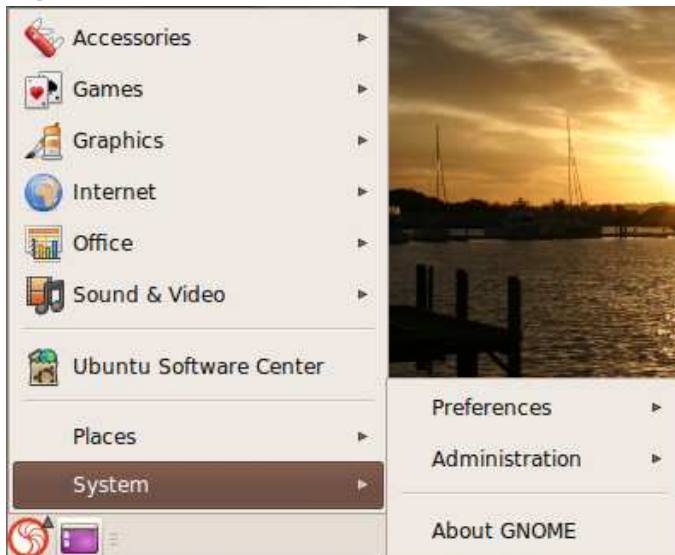 Accessories
Games
Graphics
Internet
Office
Sound & Video
Ubuntu Software Center
Places
System
Preferences
Administration
About GNOME